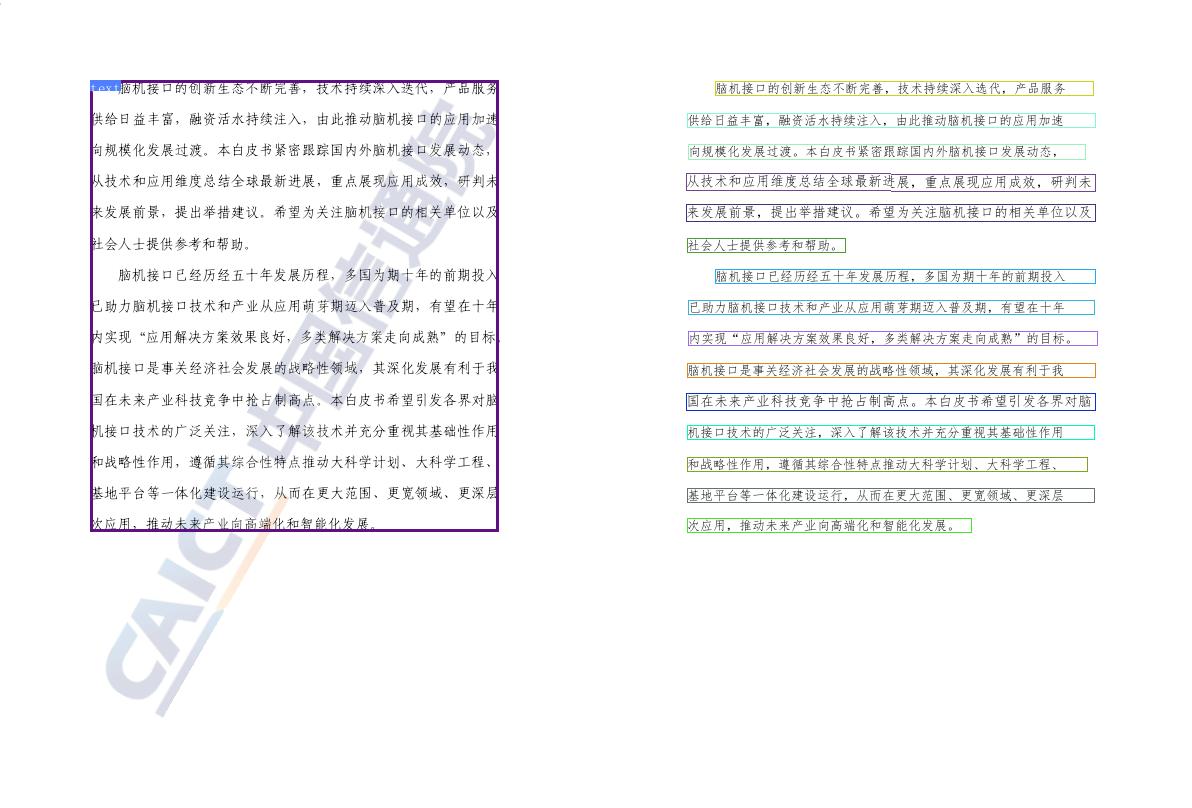 text
脑机接口的创新生态不断完善，技术持续深入迭代，产品服务
供给日益丰富，融资活水持续注入，由此推动脑机接口的应用加速
向规模化发展过渡。本白皮书紧密跟踪国内外脑机接口发展动态，
从技术和应用维度总结全球最新进展，重点展现应用成效，研判未
来发展前景，提出举措建议。希望为关注脑机接口的相关单位以及
社会人士提供参考和帮助。
脑机接口已经历经五十年发展历程，多国为期十年的前期投入
已助力脑机接口技术和产业从应用萌芽期迈入普及期，有望在十年
内实现“应用解决方案效果良好，多类解决方案走向成熟”的目标。
脑机接口是事关经济社会发展的战略性领域，其深化发展有利于我
国在未来产业科技竞争中抢占制高点。本白皮书希望引发各界对脑
机接口技术的广泛关注，深入了解该技术并充分重视其基础性作用
和战略性作用，遵循其综合性特点推动大科学计划、大科学工程、
基地平台等一体化建设运行，从而在更大范围、更宽领域、更深层
次应用，推动未来产业向高端化和智能化发展。
CAICT 中国信通院
脑机接口的创新生态不断完善，技术持续深入选代，产品服务
供给日益丰富，融资活水持续注入，由此推动脑机接口的应用加速
向规模化发展过渡。本白皮书紧密跟踪国内外脑机接口发展动态，
从技术和应用维度总结全球最新进展，重点展现应用成效，研判未
来发展前景，提出举措建议。希望为关注脑机接口的相关单位以及
社会人士提供参考和帮助。
脑机接口已经历经五十年发展历程，多国为期十年的前期投入
已助力脑机接口技术和产业从应用萌芽期迈入普及期，有望在十年
内实现“应用解决方案效果良好，多类解决方案走向成熟”的目标。
脑机接口是事关经济社会发展的战略性领域，其深化发展有利于我
国在未来产业科技竞争中抢占制高点。本白皮书希望引发各界对脑
机接口技术的广泛关注，深入了解该技术并充分重视其基础性作用
和战略性作用，遵循其综合性特点推动大科学计划、大科学工程、
基地平台等一体化建设运行，从而在更大范围、更宽领域、更深层
次应用，推动未来产业向高端化和智能化发展。